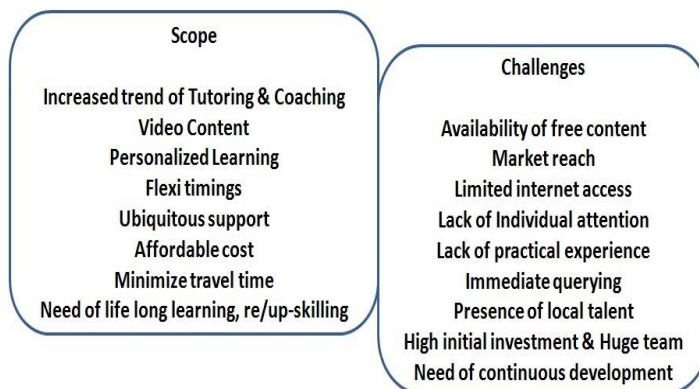 Scope
Increased trend of Tutoring & Coaching
Video Content
Personalized Learning
Flexi timings
Ubiquitous support
Affordable cost
Minimize travel time
Need of life long learning, re/up-skilling
Challenges
Availability of free content
Market reach
Limited internet access
Lack of Individual attention
Lack of practical experience
Immediate querying
Presence of local talent
High initial investment & Huge team
Need of continuous development